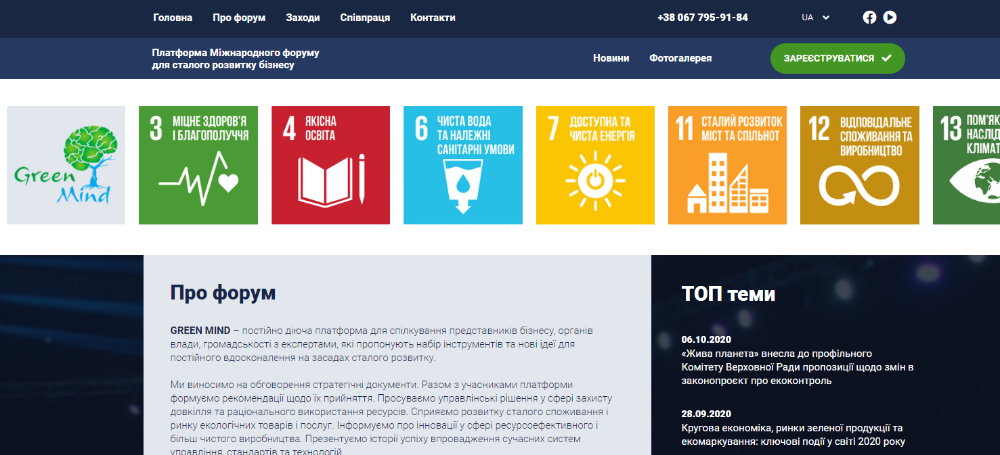 Головна Про форум Заходи Співпраця Контакти +38 067 795-91-84 UA
Платформа Міжнародного форуму
для сталого розвитку бізнесу
Новини Фотогалерея ЗАРЕЄСТРУВАТИСЯ
Green
Mind
3 МІЦНЕ ЗДОРОВ'Я
І БЛАГОПОЛУЧЧЯ
4 ЯКІСНА
ОСВІТА
6 ЧИСТА ВОДА
ТА НАЛЕЖНІ
САНІТАРНІ УМОВИ
7 ДОСТУПНА ТА
ЧИСТА ЕНЕРГІЯ
11 СТАЛИЙ РОЗВИТОК
МІСТ ТА СПІЛЬНОТ
12 ВІДПОВІДАЛЬНЕ
СПОЖИВАННЯ ТА
ВИРОБНИЦТВО
13 ПОМ'ЯК
НАСЛІД
КЛІМАТ
Про форум
GREEN MIND – постійно діюча платформа для спілкування представників бізнесу, органів
влади, громадськості з експертами, які пропонують набір інструментів та нові ідеї для
постійного вдосконалення на засадах сталого розвитку.
Ми виносимо на обговорення стратегічні документи. Разом з учасниками платформи
формуємо рекомендації щодо їх прийняття. Просуваємо управлінські рішення у сфері захисту
довкілля та раціонального використання ресурсів. Сприяємо розвитку сталого споживання і
ринку екологічних товарів і послуг. Інформуємо про інновації у сфері ресурсоефективного і
більш чистого виробництва. Презентуємо історії успіху впровадження сучасних систем
управління, стандартів та технологій
ТОП теми
06.10.2020
«Жива планета» внесла до профільного
Комітету Верховної Ради пропозиції щодо змін в
законопроєкт про екоконтроль
28.09.2020
Кругова економіка, ринки зеленої продукції та
екомаркування: ключові події у світі 2020 року